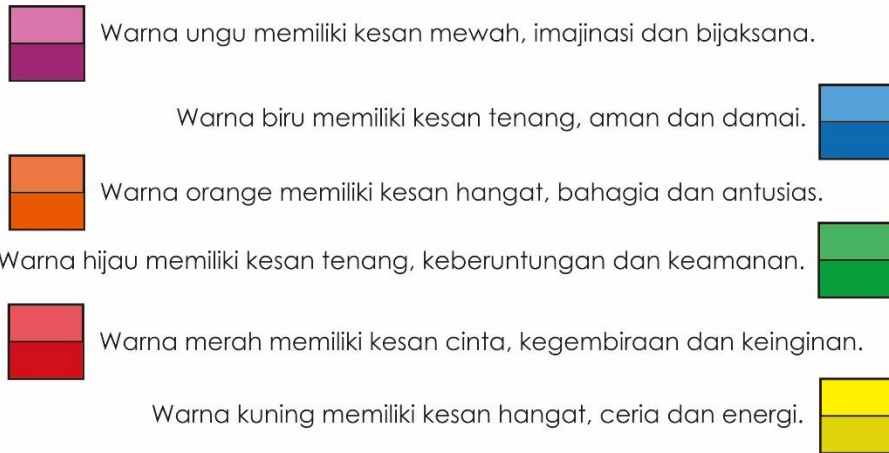 Warna ungu memiliki kesan mewah, imajinasi dan bijaksana.
Warna biru memiliki kesan tenang, aman dan damai.
Warna orange memiliki kesan hangat, bahagia dan antusias.
Warna hijau memiliki kesan tenang, keberuntungan dan keamanan.
Warna merah memiliki kesan cinta, kegembiraan dan keinginan.
Warna kuning memiliki kesan hangat, ceria dan energi.